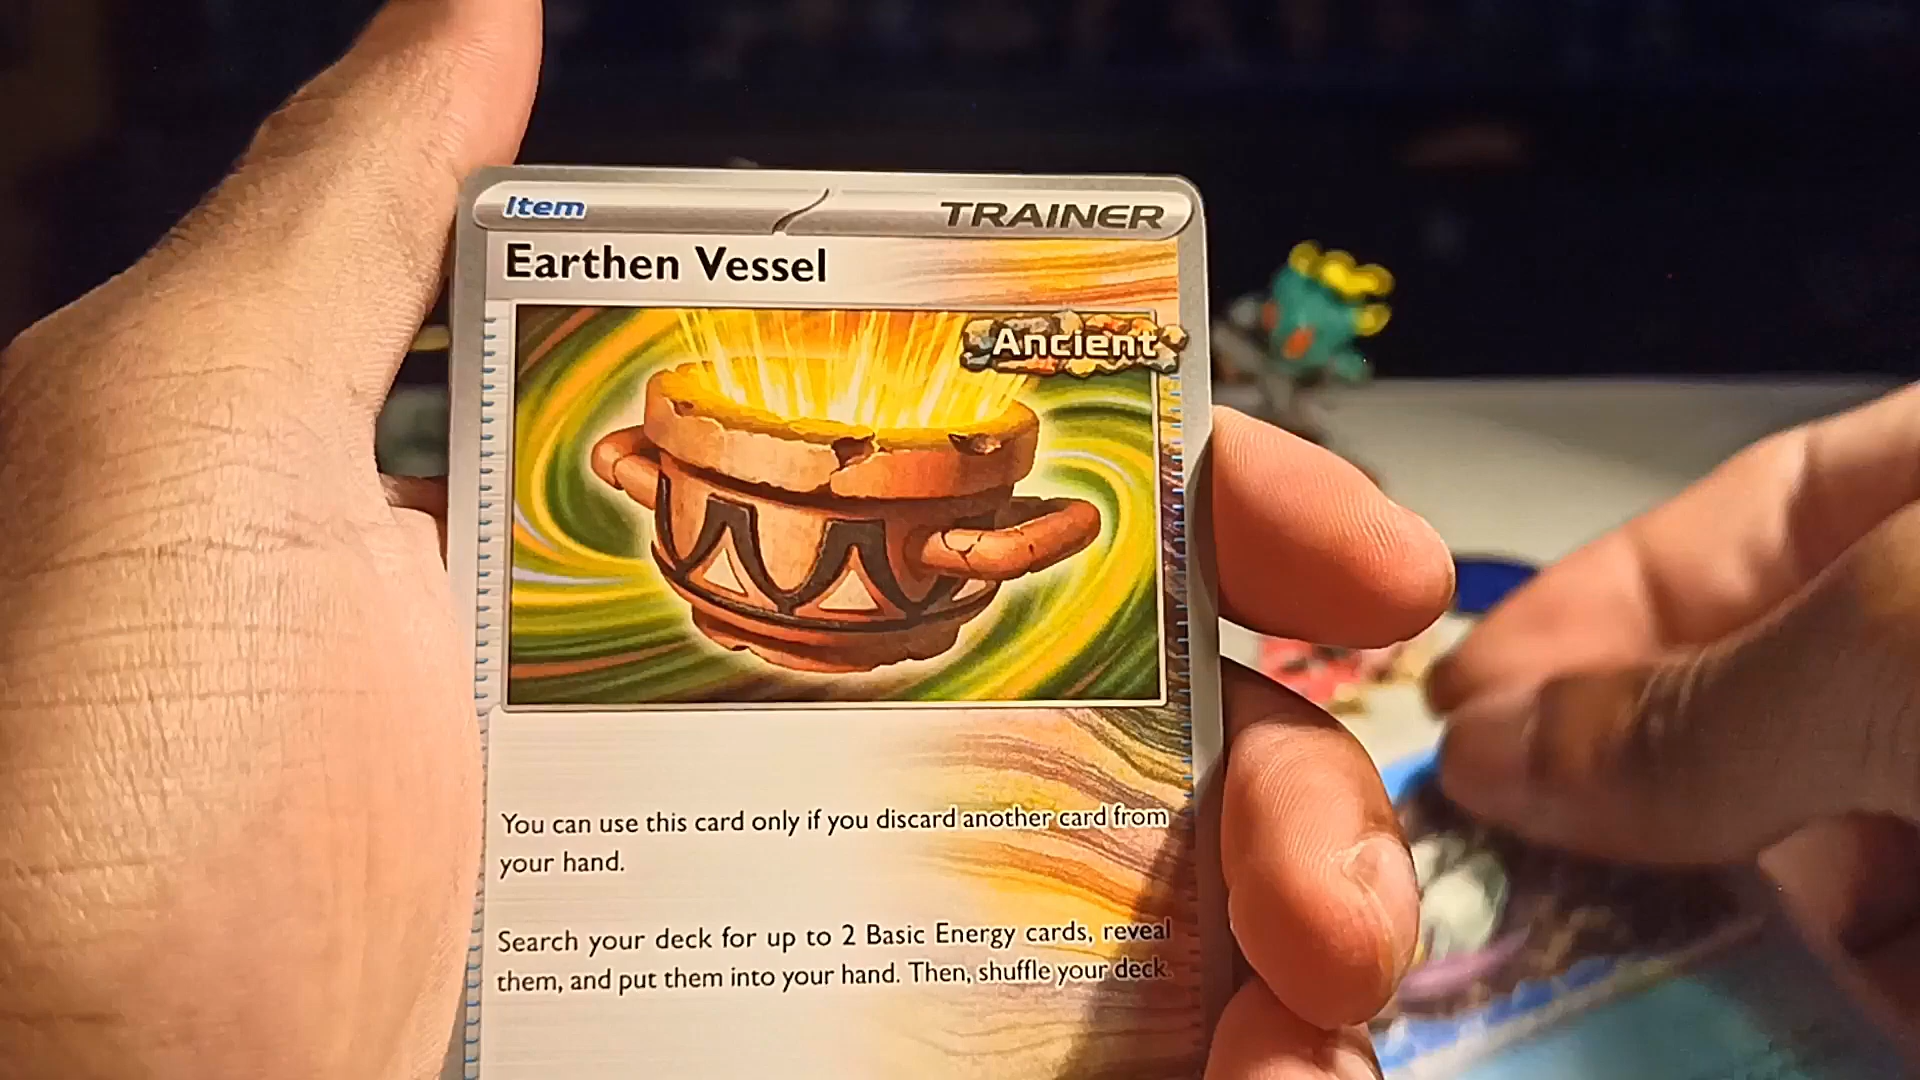 Item
TRAINER
Earthen Vessel
Ancient
You can use this card only if you discard another card from
your hand.
Search your deck for up to 2 Basic Energy cards, reveal
them, and put them into your hand. Then, shuffle your deck.